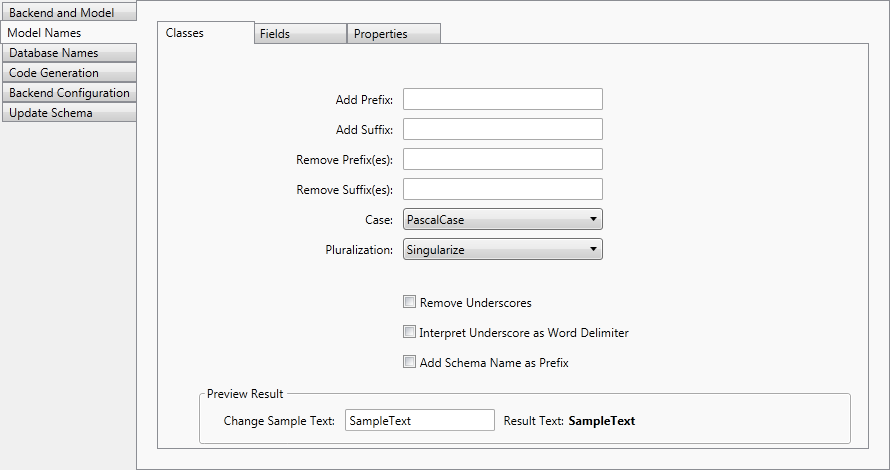 Backend and Model
Model Names
Database Names
Code Generation
Backend Configuration
Update Schema
Classes
Fields
Properties
Add Prefix:
Add Suffix:
Remove Prefix(es):
Remove Suffix(es):
Case: PascalCase
Pluralization: Singularize
Remove Underscores
Interpret Underscore as Word Delimiter
Add Schema Name as Prefix
Preview Result
Change Sample Text: SampleText Result Text: SampleText